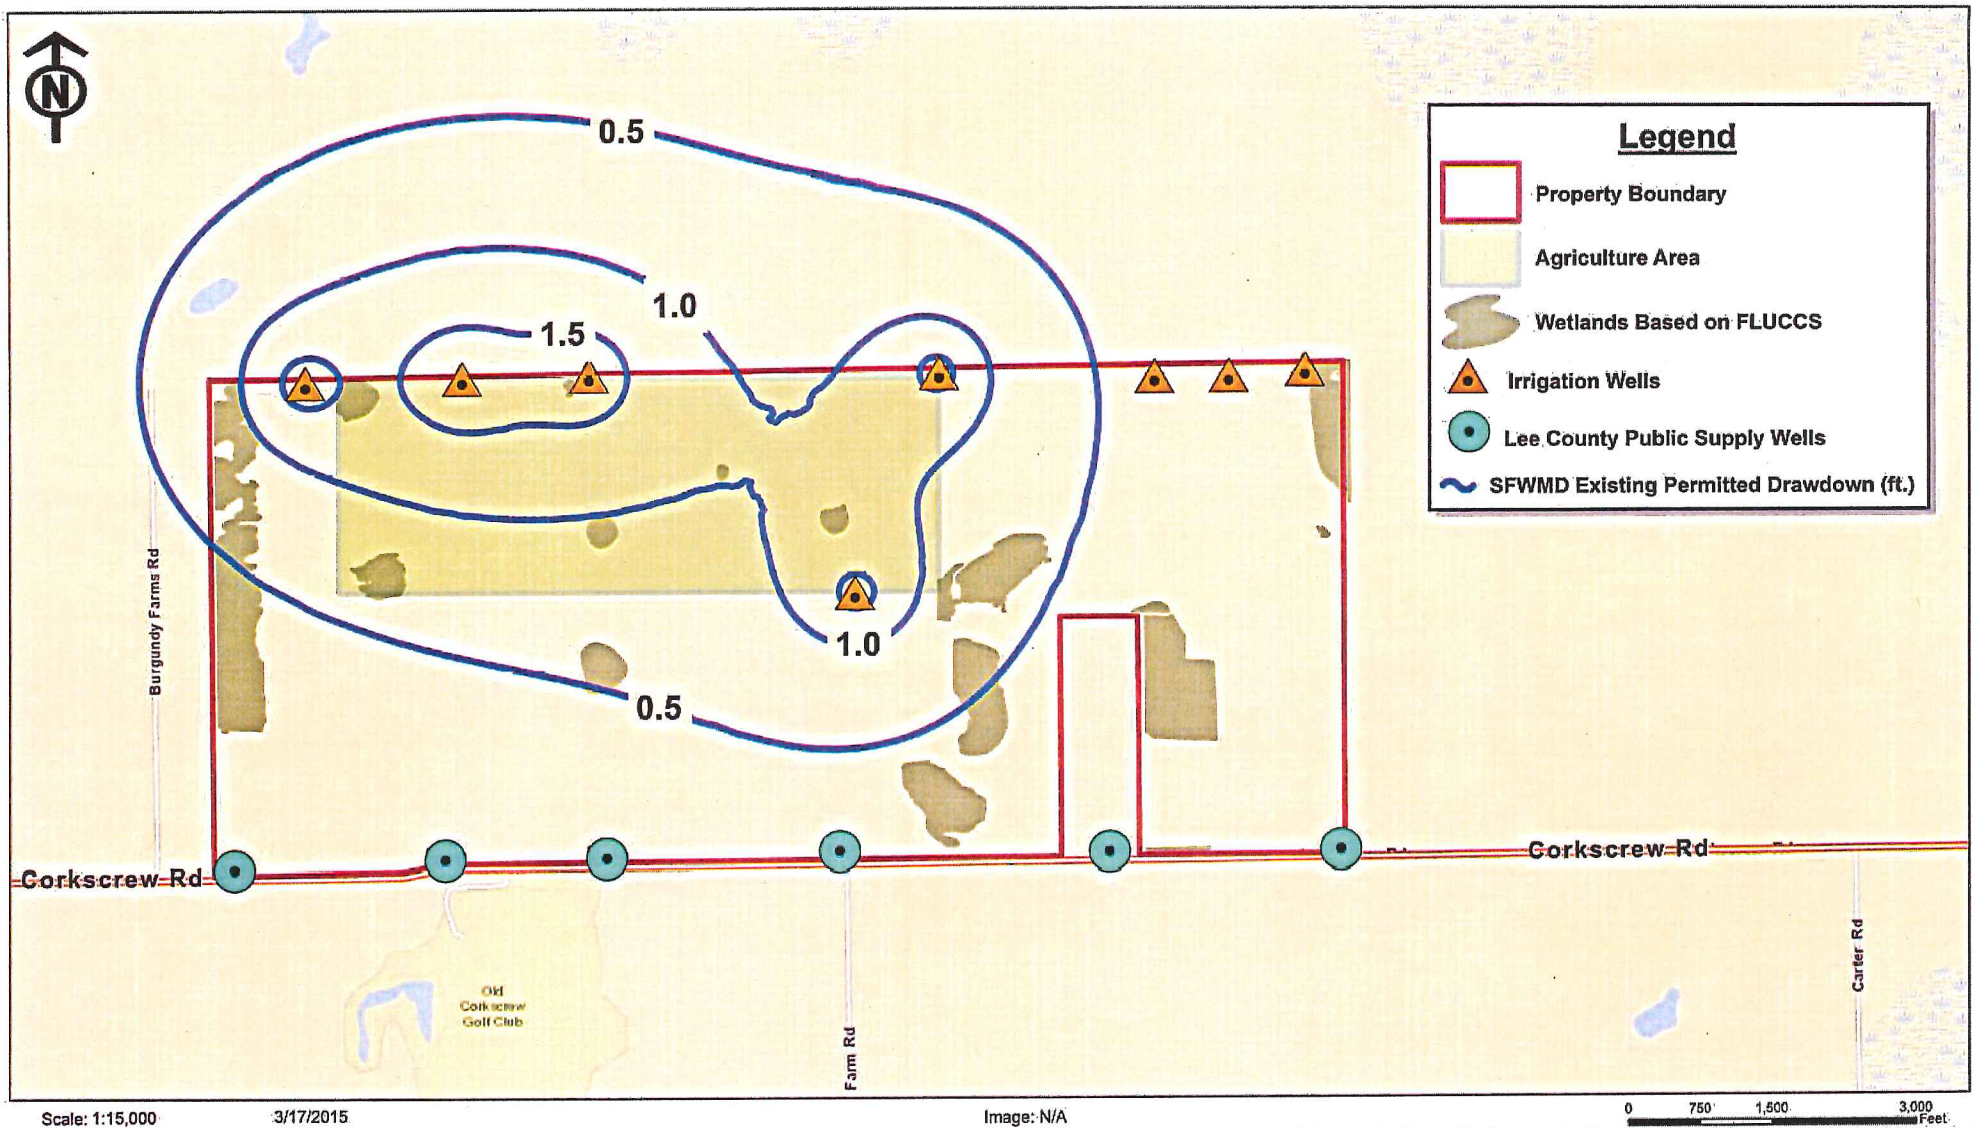 N
0.5
1.0
1.5
1.0
0.5
Legend
Property Boundary
Agriculture Area
Wetlands Based on FLUCCS
Irrigation Wells
Lee County Public Supply Wells
SFWMD Existing Permitted Drawdown (ft.)
Burgundy Farms Rd
Corkscrew Rd
Corkscrew Rd
Old
Corkscrew
Golf Club
Farm Rd
Carter Rd
Scale: 1:15,000
3/17/2015
Image: N/A
0 750 1,500 3,000
Feet